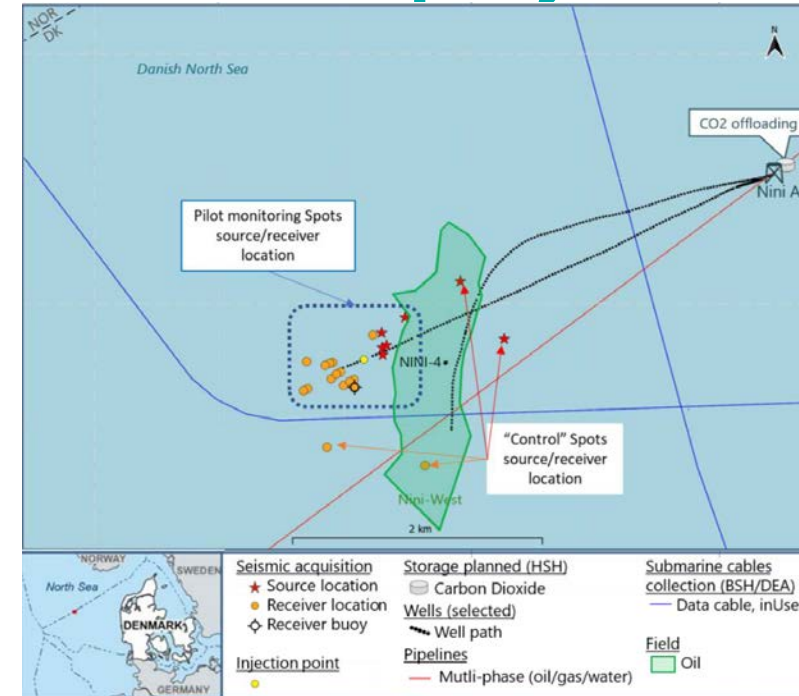 NOR
DK
Danish North Sea
N
CO2 offloading
Nini A
Pilot monitoring Spots
source/receiver
location
NINI-4
"Control" Spots
source/receiver
location
Nini-West
2 km
NORWAY
SWEDEN
North Sea
DENMARK
GERMANY
Seismic acquisition
Source location
Receiver location
Receiver buoy
Injection point
Storage planned (HSH)
Carbon Dioxide
Wells (selected)
Well path
Pipelines
Mutli-phase (oil/gas/water)
Submarine cables
collection (BSH/DEA)
Data cable, inUse
Field
Oil